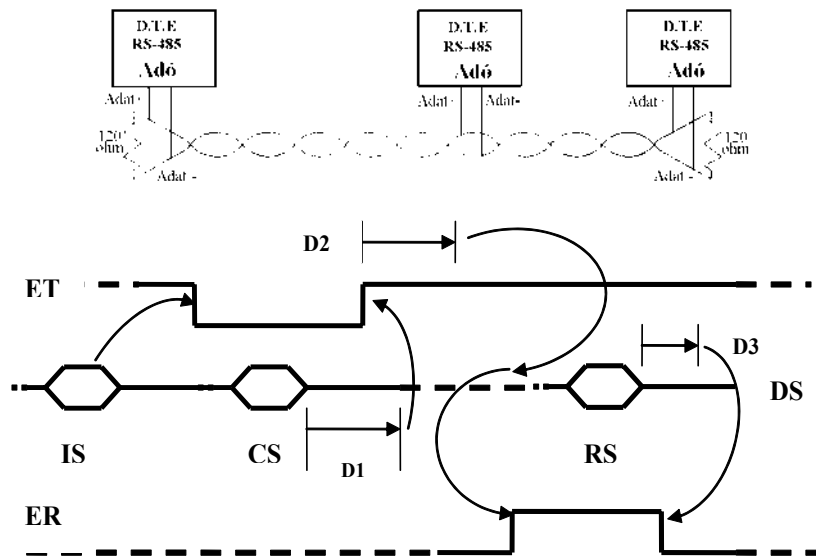 D.T.E
RS-485
Adó
D.T.E
RS-485
Adó
D.T.E
RS-485
Adó
Adat
Adat
Adat-
Adat
120
ohm
120
ohm
Adat -
Adat -
D2
ET
D3
DS
IS
CS
RS
D1
ER